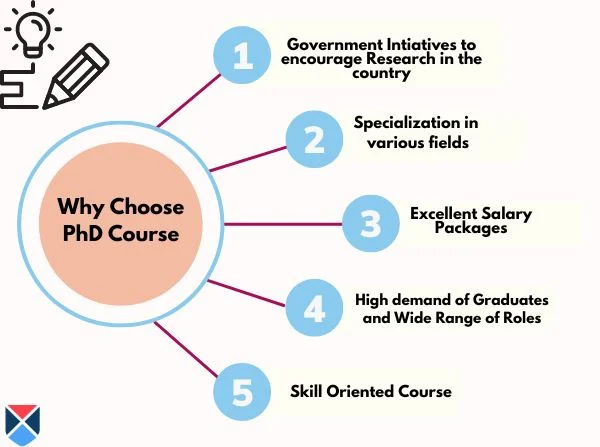 Why Choose
PhD Course
1
Government Intiatives to
encourage Research in the
country
2
Specialization in
various fields
3
Excellent Salary
Packages
4
High demand of Graduates
and Wide Range of Roles
5
Skill Oriented Course